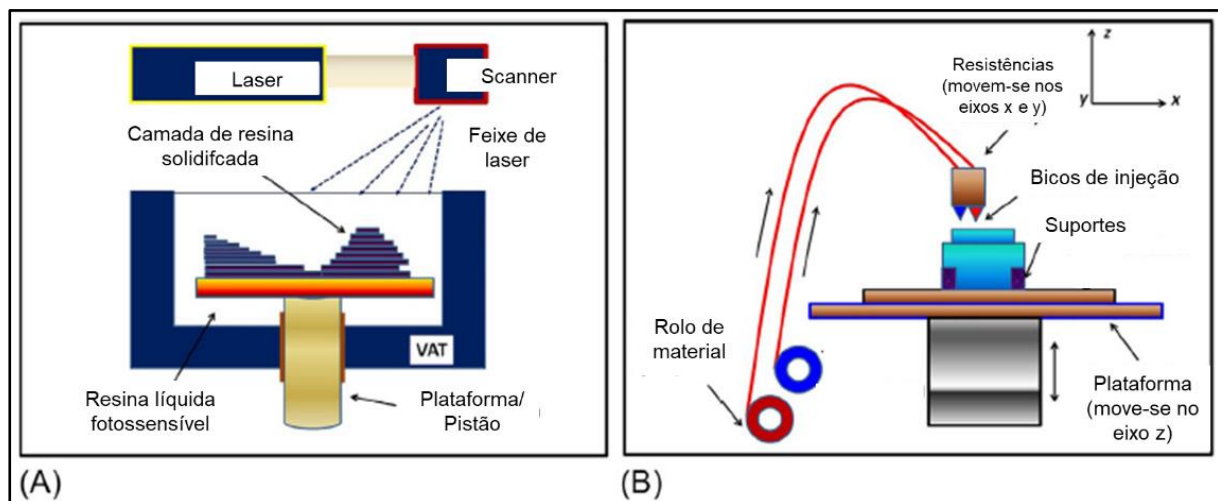 Laser
Scanner
Camada de resina
solidifcada
Feixe de
laser
VAT
Resina líquida
fotossensível
Plataforma/
Pistão
(A)
z
y
x
Resistências
(movem-se nos
eixos x e y)
Bicos de injeção
Suportes
Rolo de
material
Plataforma
(move-se no
eixo z)
(B)